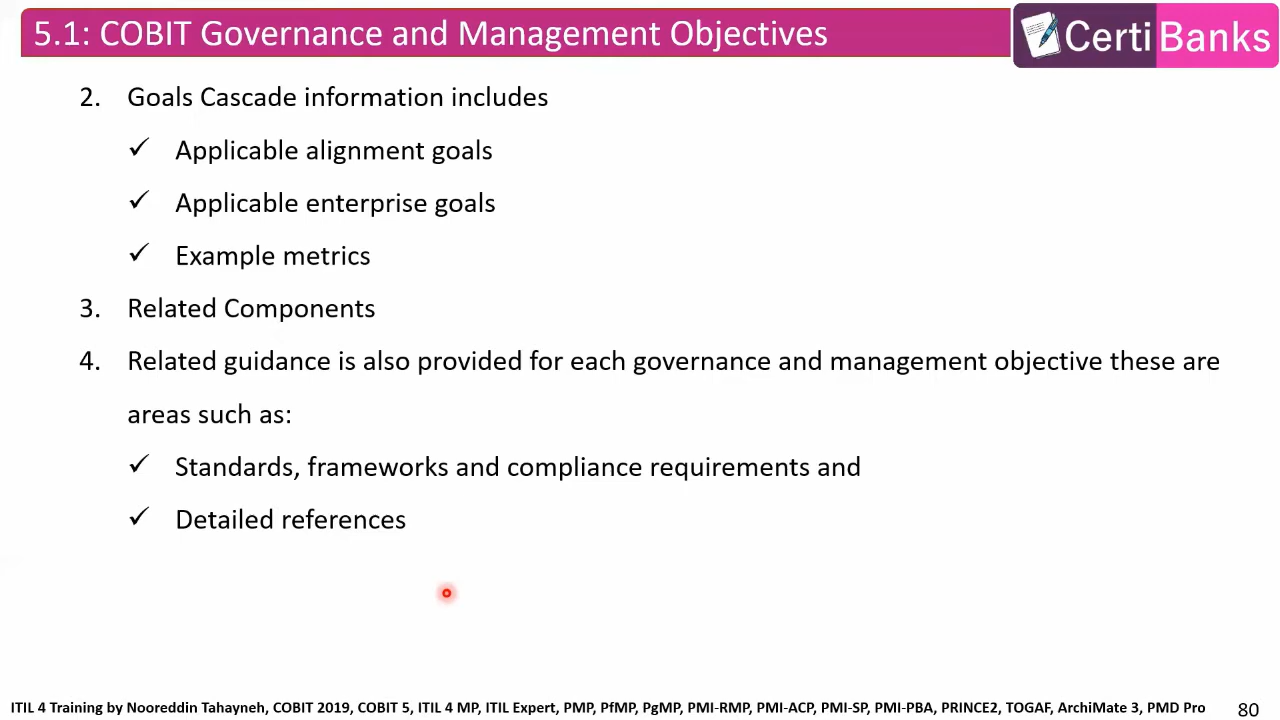 5.1: COBIT Governance and Management Objectives
Certi Banks
2. Goals Cascade information includes
✓ Applicable alignment goals
✓ Applicable enterprise goals
✓ Example metrics
3. Related Components
4. Related guidance is also provided for each governance and management objective these are
areas such as:
✓ Standards, frameworks and compliance requirements and
✓ Detailed references
ITIL 4 Training by Nooreddin Tahayneh, COBIT 2019, COBIT 5, ITIL 4 MP, ITIL Expert, PMP, PfMP, PgMP, PMI-RMP, PMI-ACP, PMI-SP, PMI-PBA, PRINCE2, TOGAF, ArchiMate 3, PMD Pro
80